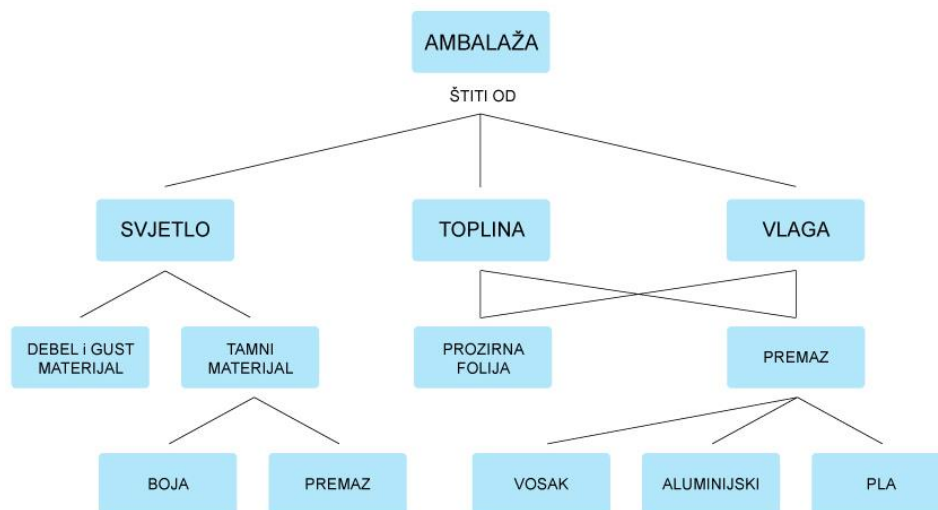 AMBALAŽA
ŠTITI OD
SVJETLO
TOPLINA
VLAGA
DEBEL i GUST
MATERIJAL
TAMNI
MATERIJAL
PROZIRNA
FOLIJA
PREMAZ
BOJA
PREMAZ
VOSAK
ALUMINIJSKI
PLA